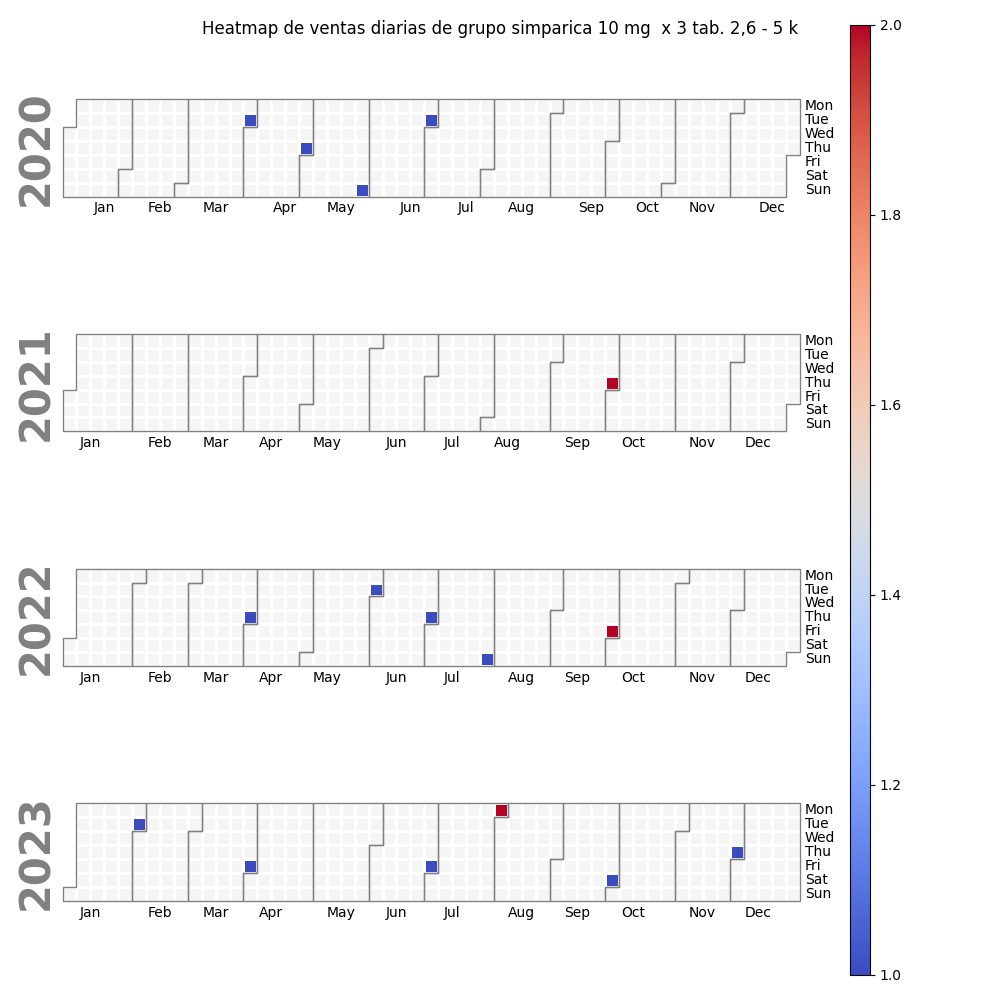 Heatmap de ventas diarias de grupo simparica 10 mg  x 3 tab. 2,6 - 5 k
2020
Mon
Tue
Wed
Thu
Fri
Sat
Sun
Jan Feb Mar Apr May Jun Jul Aug Sep Oct Nov Dec
2021
Mon
Tue
Wed
Thu
Fri
Sat
Sun
Jan Feb Mar Apr May Jun Jul Aug Sep Oct Nov Dec
2022
Mon
Tue
Wed
Thu
Fri
Sat
Sun
Jan Feb Mar Apr May Jun Jul Aug Sep Oct Nov Dec
2023
Mon
Tue
Wed
Thu
Fri
Sat
Sun
Jan Feb Mar Apr May Jun Jul Aug Sep Oct Nov Dec
2.0
1.8
1.6
1.4
1.2
1.0